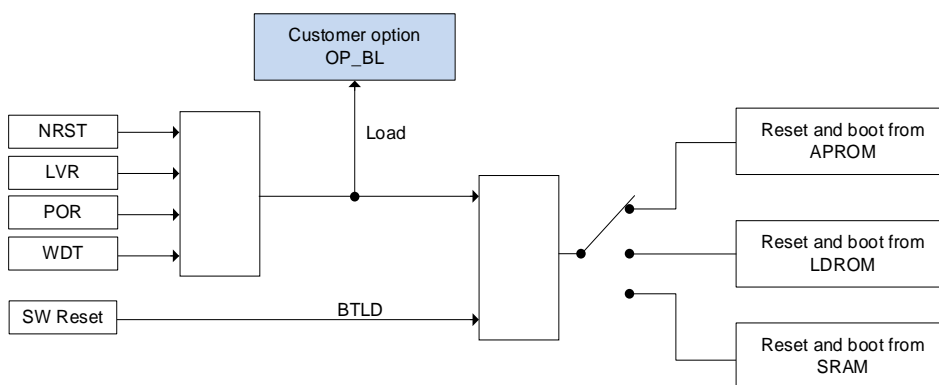 Customer option
OP_BL
NRST
LVR
POR
WDT
SW Reset
Load
BTLD
Reset and boot from
APROM
Reset and boot from
LDROM
Reset and boot from
SRAM